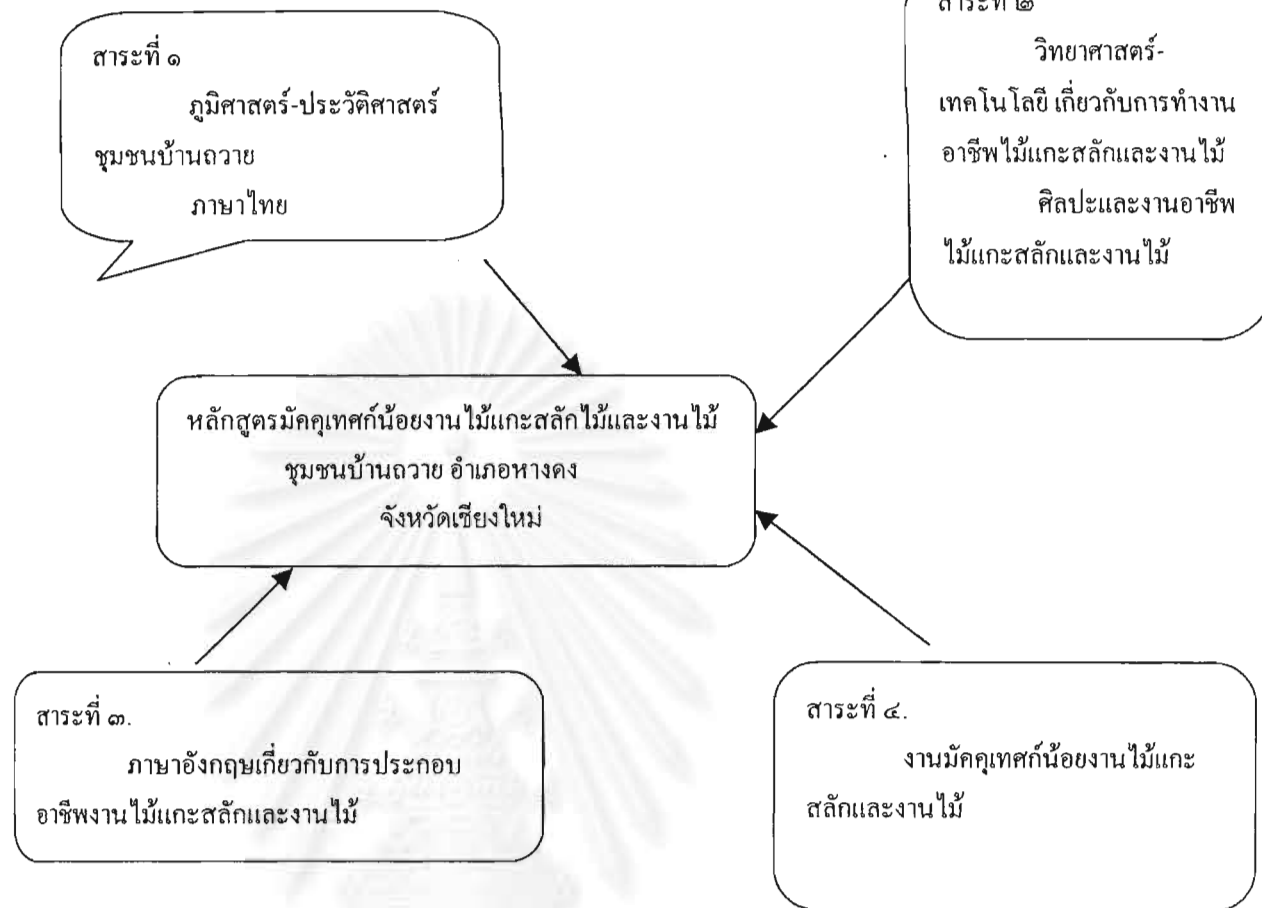 สาระที่ ๑
ภูมิศาสตร์-ประวัติศาสตร์
ชุมชนบ้านถวาย
ภาษาไทย
สาระที่ ๒
วิทยาศาสตร์-
เทคโนโลยี เกี่ยวกับการทำงาน
อาชีพไม้แกะสลักและงานไม้
ศิลปะและงานอาชีพ
ไม้แกะสลักและงานไม้
หลักสูตรมัคคุเทศก์น้อยงานไม้แกะสลักไม้และงานไม้
ชุมชนบ้านถวาย อำเภอหางดง
จังหวัดเชียงใหม่
สาระที่ ๓.
ภาษาอังกฤษเกี่ยวกับการประกอบ
อาชีพงานไม้แกะสลักและงานไม้
สาระที่ ๔.
งานมัคคุเทศก์น้อยงานไม้แกะ
สลักและงานไม้